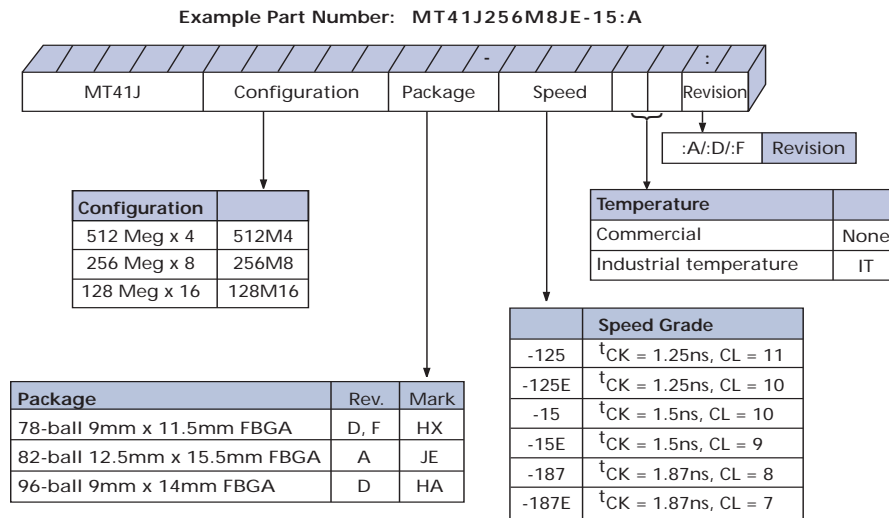 Example Part Number: MT41J256M8JE-15:A
- :
MT41J Configuration Package Speed Revision
:A/:D/:F Revision
Configuration
512 Meg x 4 512M4
256 Meg x 8 256M8
128 Meg x 16 128M16
Temperature
Commercial None
Industrial temperature IT
Speed Grade
-125 tCK = 1.25ns, CL = 11
-125E tCK = 1.25ns, CL = 10
-15 tCK = 1.5ns, CL = 10
-15E tCK = 1.5ns, CL = 9
-187 tCK = 1.87ns, CL = 8
-187E tCK = 1.87ns, CL = 7
Package Rev. Mark
78-ball 9mm x 11.5mm FBGA D, F HX
82-ball 12.5mm x 15.5mm FBGA A JE
96-ball 9mm x 14mm FBGA D HA